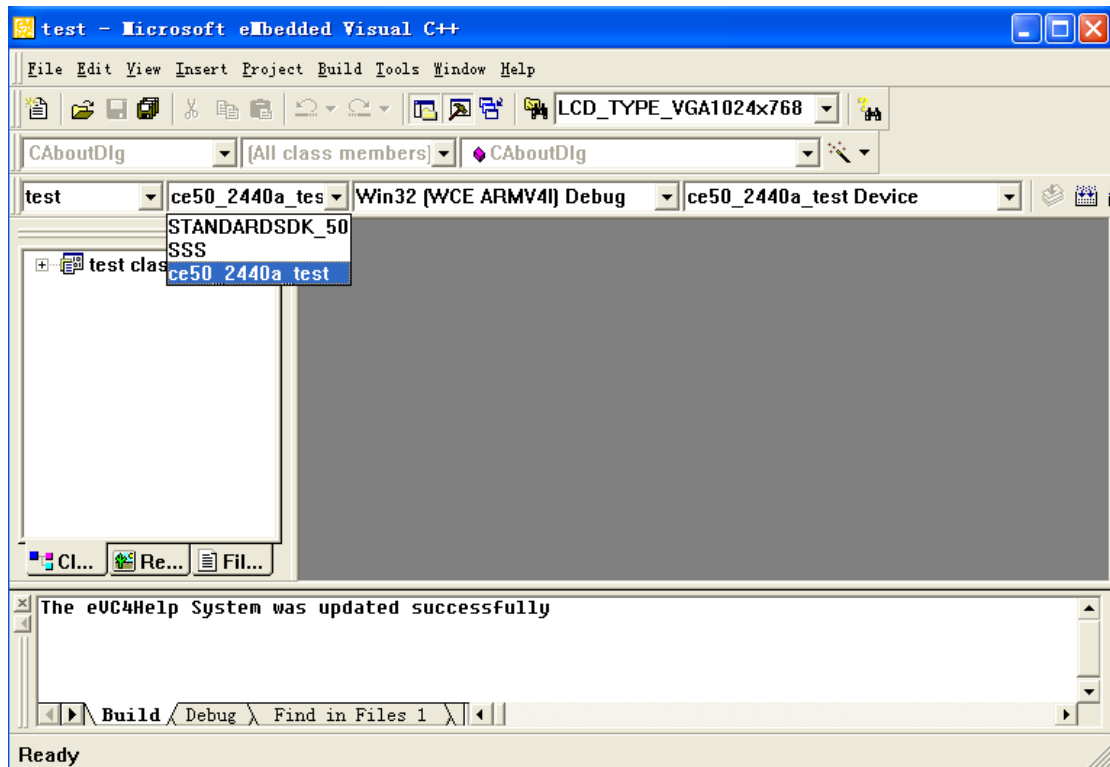 test - Microsoft eMbedded Visual C++
File Edit View Insert Project Build Tools Window Help
LCD_TYPE_VGA1024x768
CAboutDlg (All class members) CAboutDlg
test ce50_2440a_tes Win32 (WCE ARMV4I) Debug ce50_2440a_test Device
STANDARDSDK_50
SSS
ce50_2440a_test
test clas
Cl... Re... Fil...
The eVC4Help System was updated successfully
Build Debug Find in Files 1
Ready